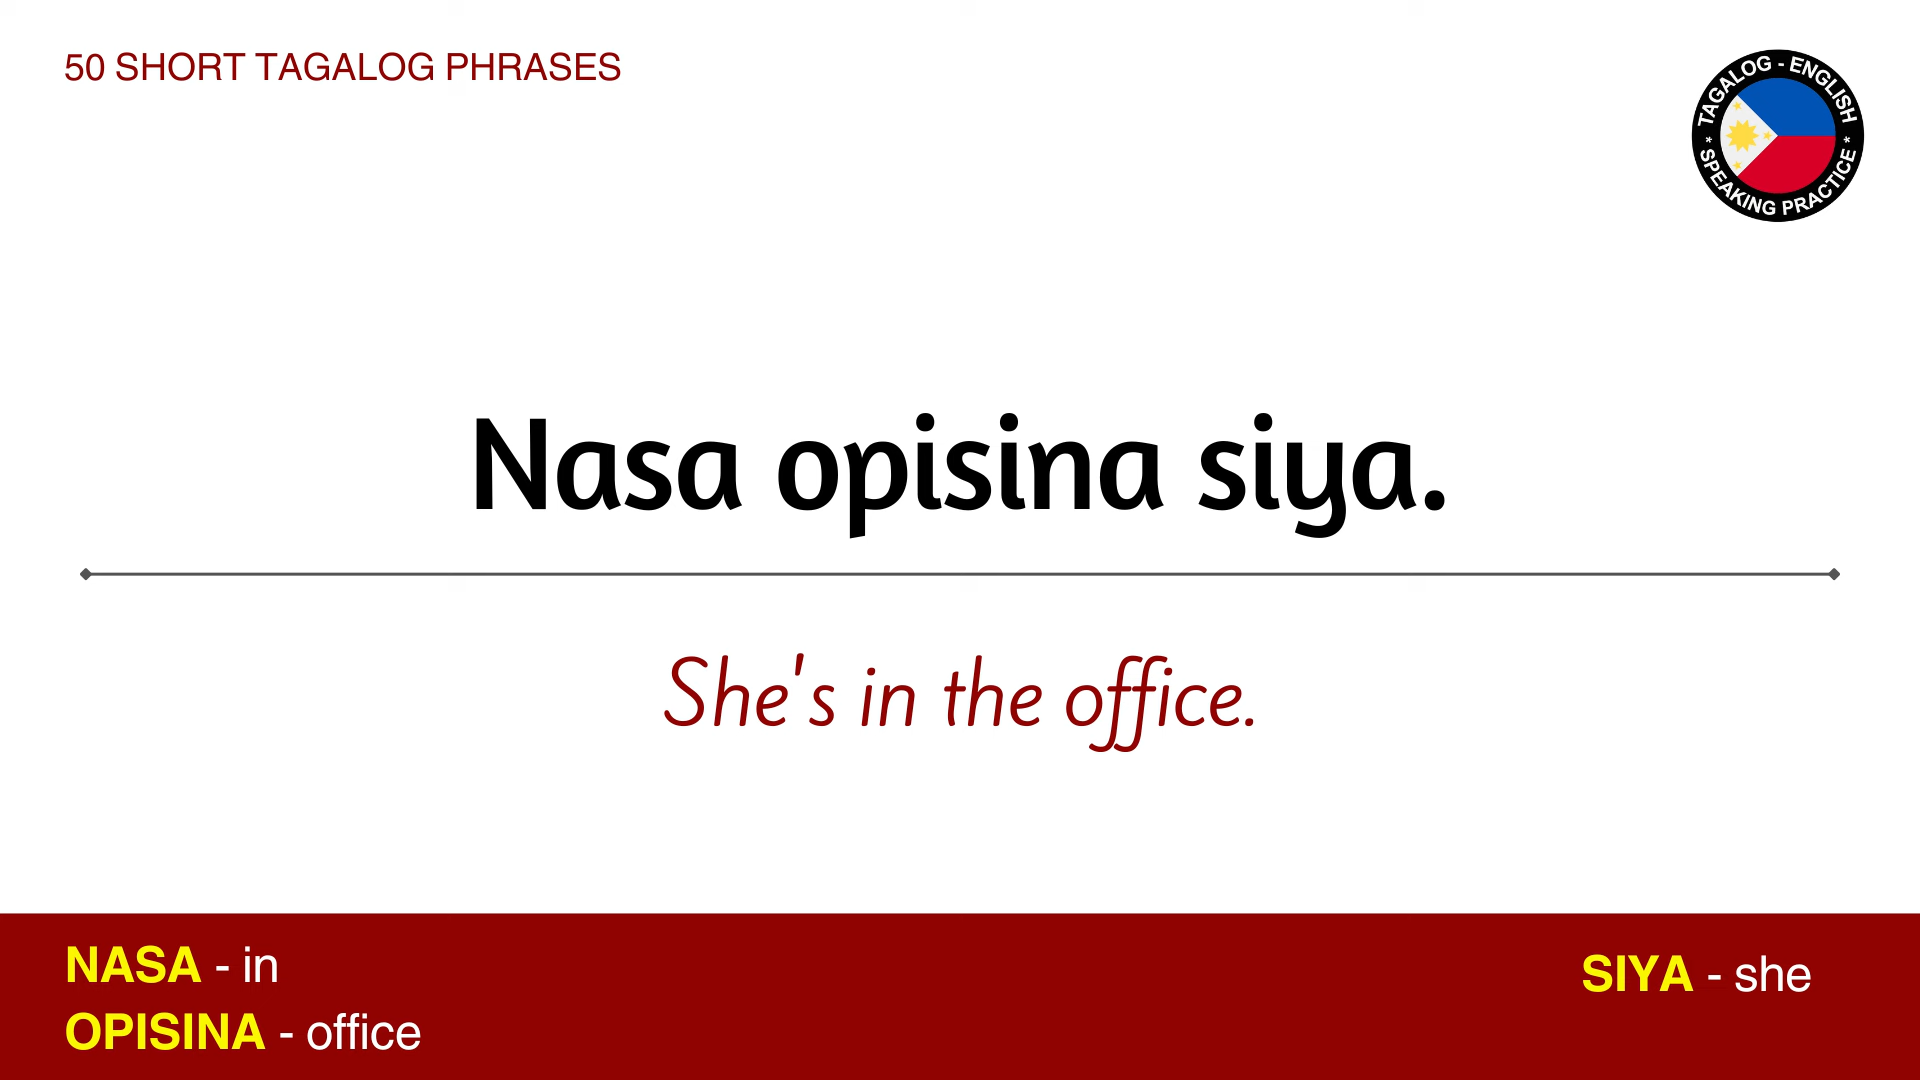 50 SHORT TAGALOG PHRASES
TAGALOG - ENGLISH
* SPEAKING PRACTICE *
Nasa opisina siya.
She's in the office.
NASA - in
OPISINA - office
SIYA - she